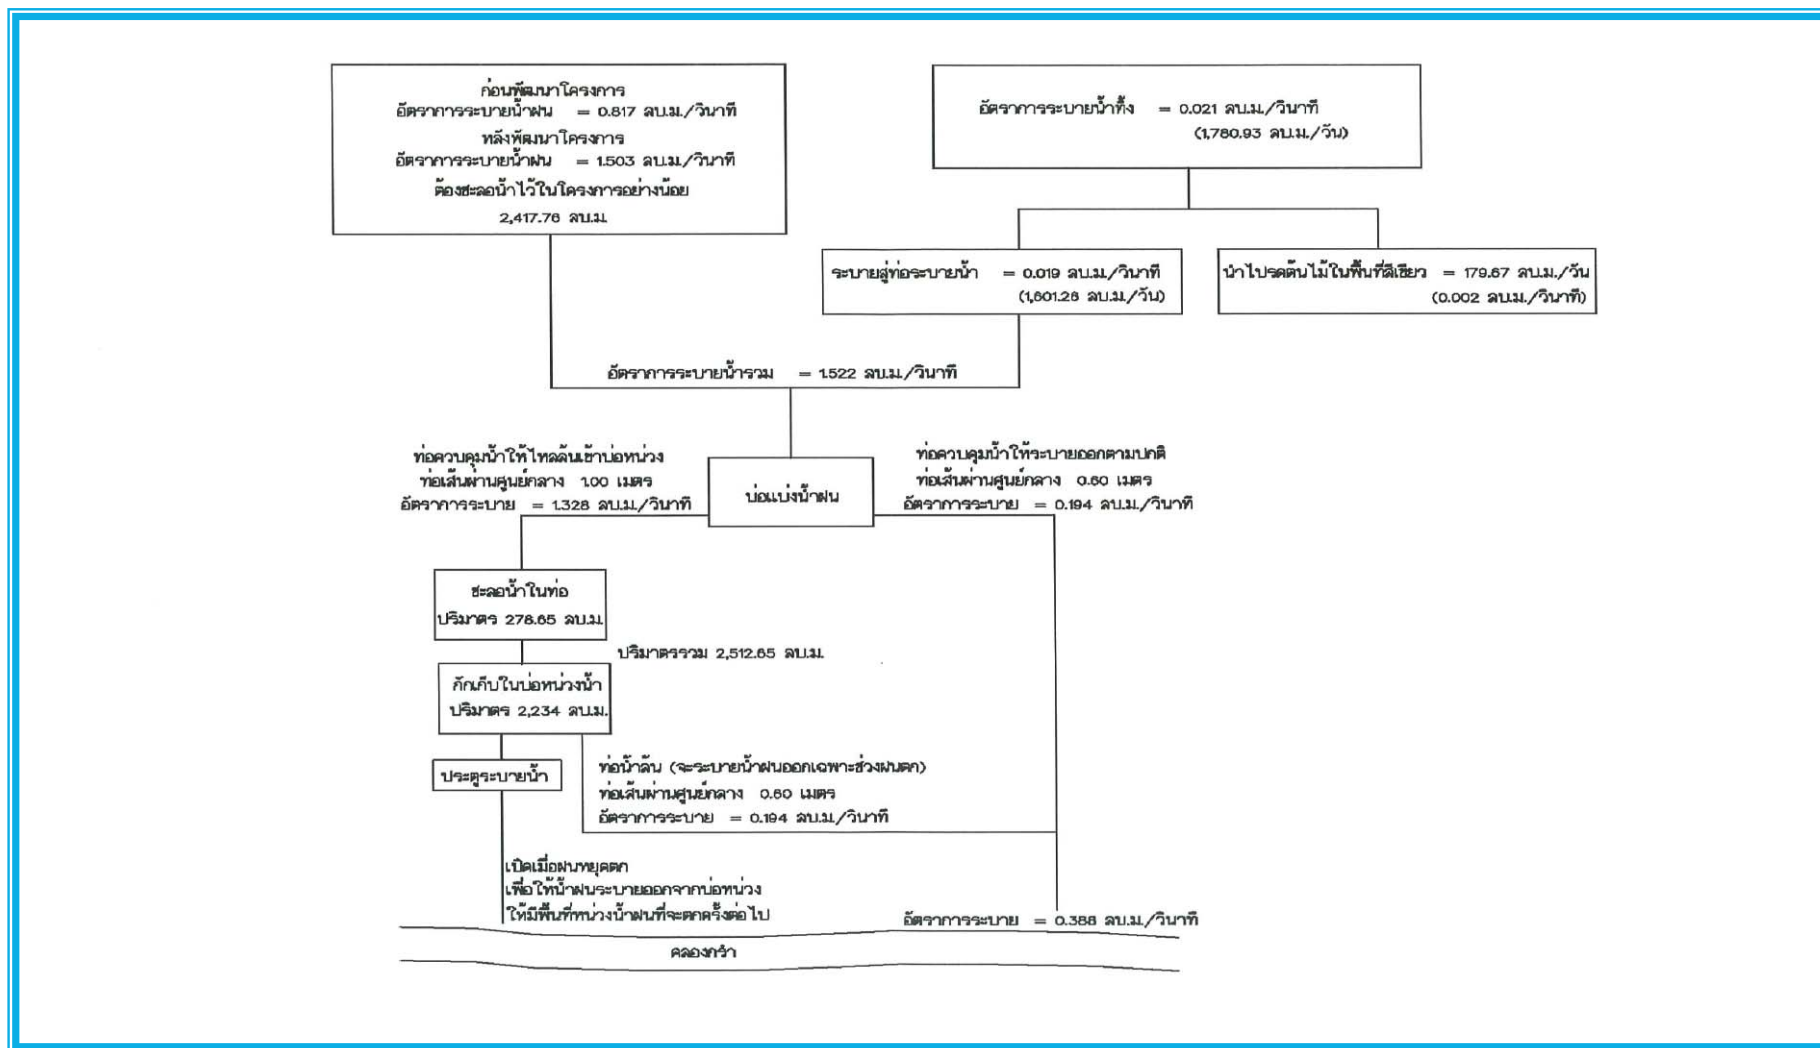 ก่อนพัฒนาโครงการ
อัตราการระบายน้ำฝน = 0.817 ลบ.ม./วินาที
หลังพัฒนาโครงการ
อัตราการระบายน้ำฝน = 1.503 ลบ.ม./วินาที
ต้องชะลอน้ำไว้ในโครงการอย่างน้อย
2,417.76 ลบ.ม.
อัตราการระบายน้ำทิ้ง = 0.021 ลบ.ม./วินาที
(1,780.93 ลบ.ม./วัน)
ระบายสู่ท่อระบายน้ำ = 0.019 ลบ.ม./วินาที
(1,601.26 ลบ.ม./วัน)
นำไปรดต้นไม้ในพื้นที่สีเขียว = 179.67 ลบ.ม./วัน
(0.002 ลบ.ม./วินาที)
อัตราการระบายน้ำรวม = 1.522 ลบ.ม./วินาที
ท่อควบคุมน้ำให้ไหลล้นเข้าบ่อหน่วง
ท่อเส้นผ่านศูนย์กลาง 1.00 เมตร
อัตราการระบาย = 1.328 ลบ.ม./วินาที
บ่อแบ่งน้ำฝน
ท่อควบคุมน้ำให้ระบายออกตามปกติ
ท่อเส้นผ่านศูนย์กลาง 0.60 เมตร
อัตราการระบาย = 0.194 ลบ.ม./วินาที
ชะลอน้ำในท่อ
ปริมาตร 278.65 ลบ.ม.
ปริมาตรรวม 2,512.65 ลบ.ม.
กักเก็บในบ่อหน่วงน้ำ
ปริมาตร 2,234 ลบ.ม.
ประตูระบายน้ำ
ท่อน้ำล้น (จะระบายน้ำฝนออกเฉพาะช่วงฝนตก)
ท่อเส้นผ่านศูนย์กลาง 0.60 เมตร
อัตราการระบาย = 0.194 ลบ.ม./วินาที
เปิดเมื่อฝนหยุดตก
เพื่อให้น้ำฝนระบายออกจากบ่อหน่วง
ให้มีพื้นที่หน่วงน้ำฝนที่จะตกครั้งต่อไป
อัตราการระบาย = 0.388 ลบ.ม./วินาที
คลองกร่ำ